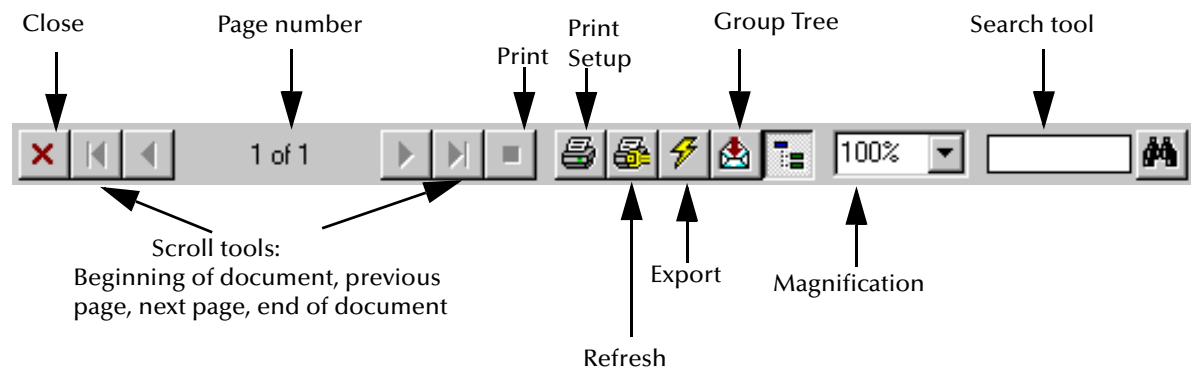 Close
Page number
Print
Print
Setup
Group Tree
Search tool
1 of 1
100%
Scroll tools:
Beginning of document, previous
page, next page, end of document
Refresh
Export
Magnification